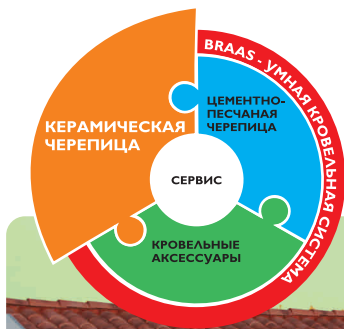 BRAAS - УМНАЯ КРОВЕЛЬНАЯ СИСТЕМА
ЦЕМЕНТНО-
ПЕСЧАНАЯ
ЧЕРЕПИЦА
КЕРАМИЧЕСКАЯ
ЧЕРЕПИЦА
СЕРВИС
КРОВЕЛЬНЫЕ
АКСЕССУАРЫ